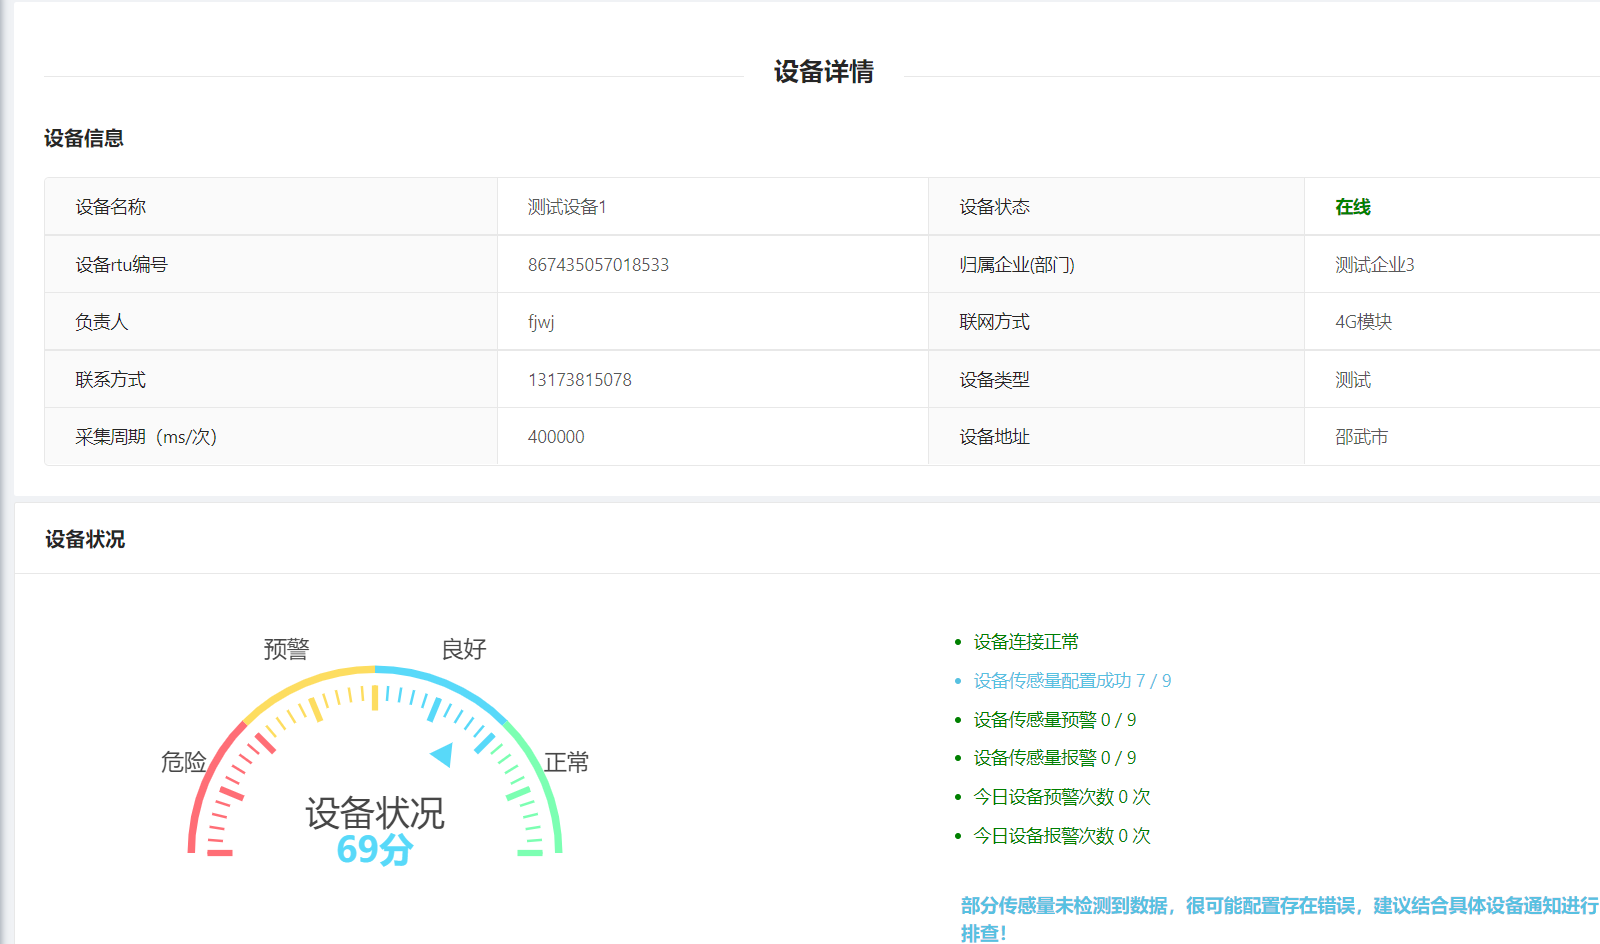 设备详情
设备信息
设备名称 测试设备1 设备状态 在线
设备rtu编号 867435057018533 归属企业(部门) 测试企业3
负责人 fjwj 联网方式 4G模块
联系方式 13173815078 设备类型 测试
采集周期（ms/次） 400000 设备地址 邵武市
设备状况
预警 良好
危险 正常
设备状况
69分
设备连接正常
设备传感量配置成功 7 / 9
设备传感量预警 0 / 9
设备传感量报警 0 / 9
今日设备预警次数 0 次
今日设备报警次数 0 次
部分传感量未检测到数据，很可能配置存在错误，建议结合具体设备通知进行
排查！